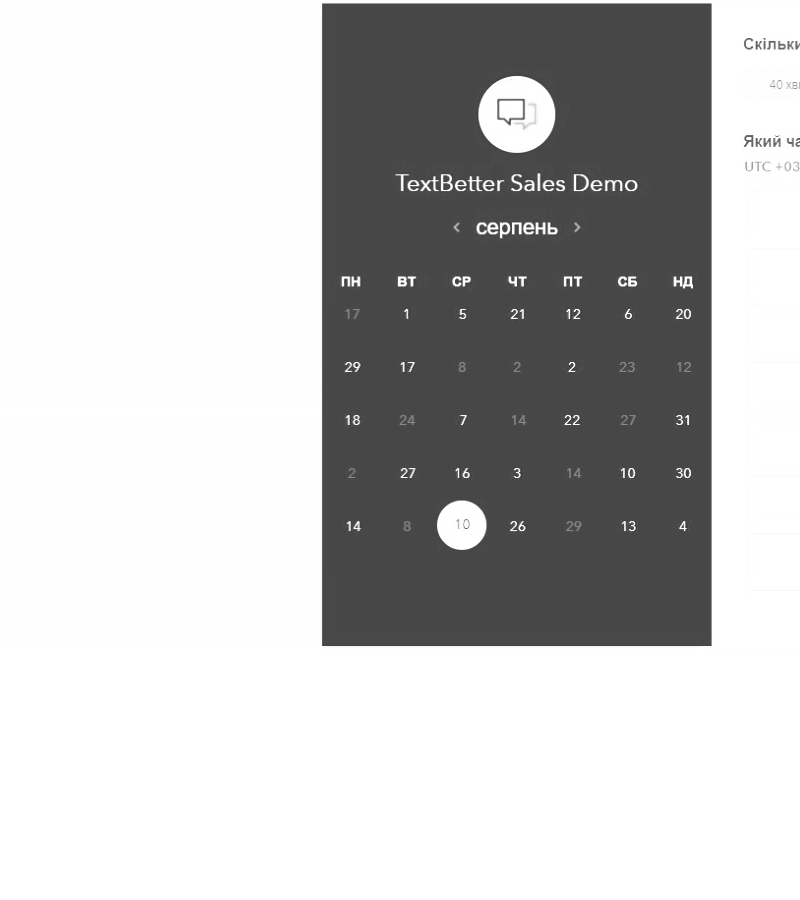 TextBetter Sales Demo
серпень
ПН ВТ СР ЧТ ПТ СБ НД
17 1 5 21 12 6 20
29 17 8 2 2 23 12
18 24 7 14 22 27 31
2 27 16 3 14 10 30
14 8 10 26 29 13 4
Скільки
40 хви
Який ча
UTC +03